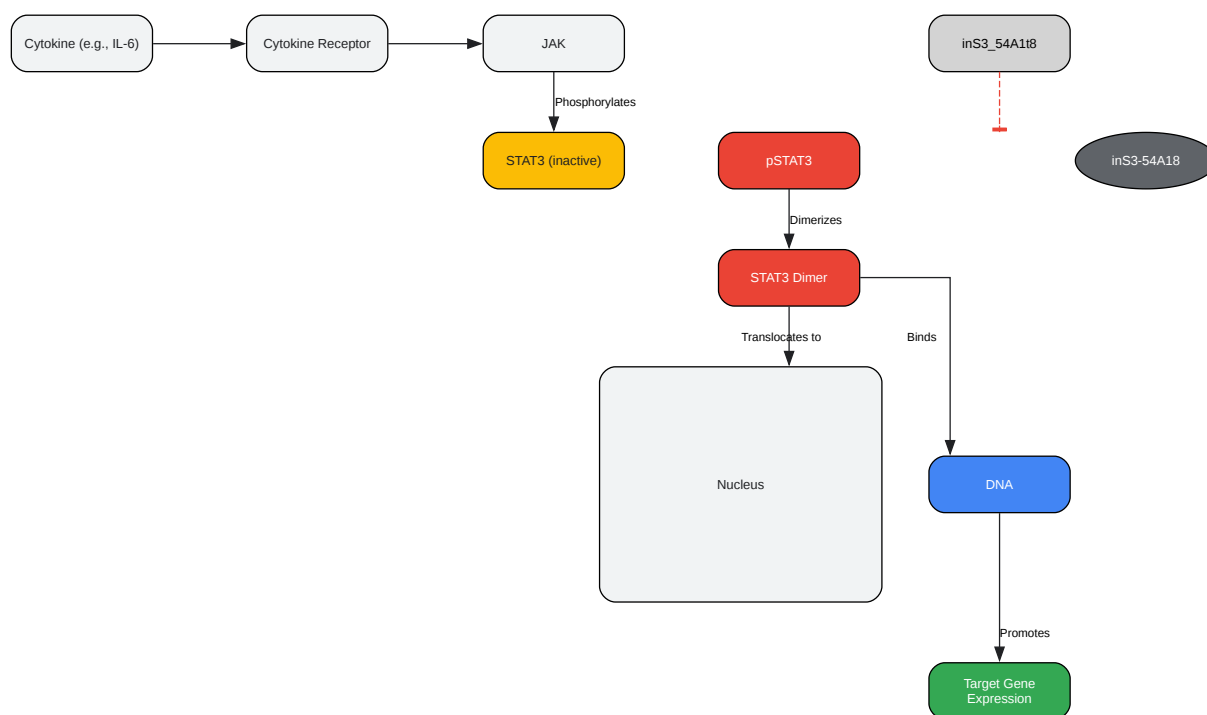 Cytokine (e.g., IL-6)
Cytokine Receptor
JAK
inS3_54A1t8
Phosphorylates
STAT3 (inactive)
pSTAT3
inS3-54A18
Dimerizes
STAT3 Dimer
Translocates to
Binds
Nucleus
DNA
Promotes
Target Gene
Expression